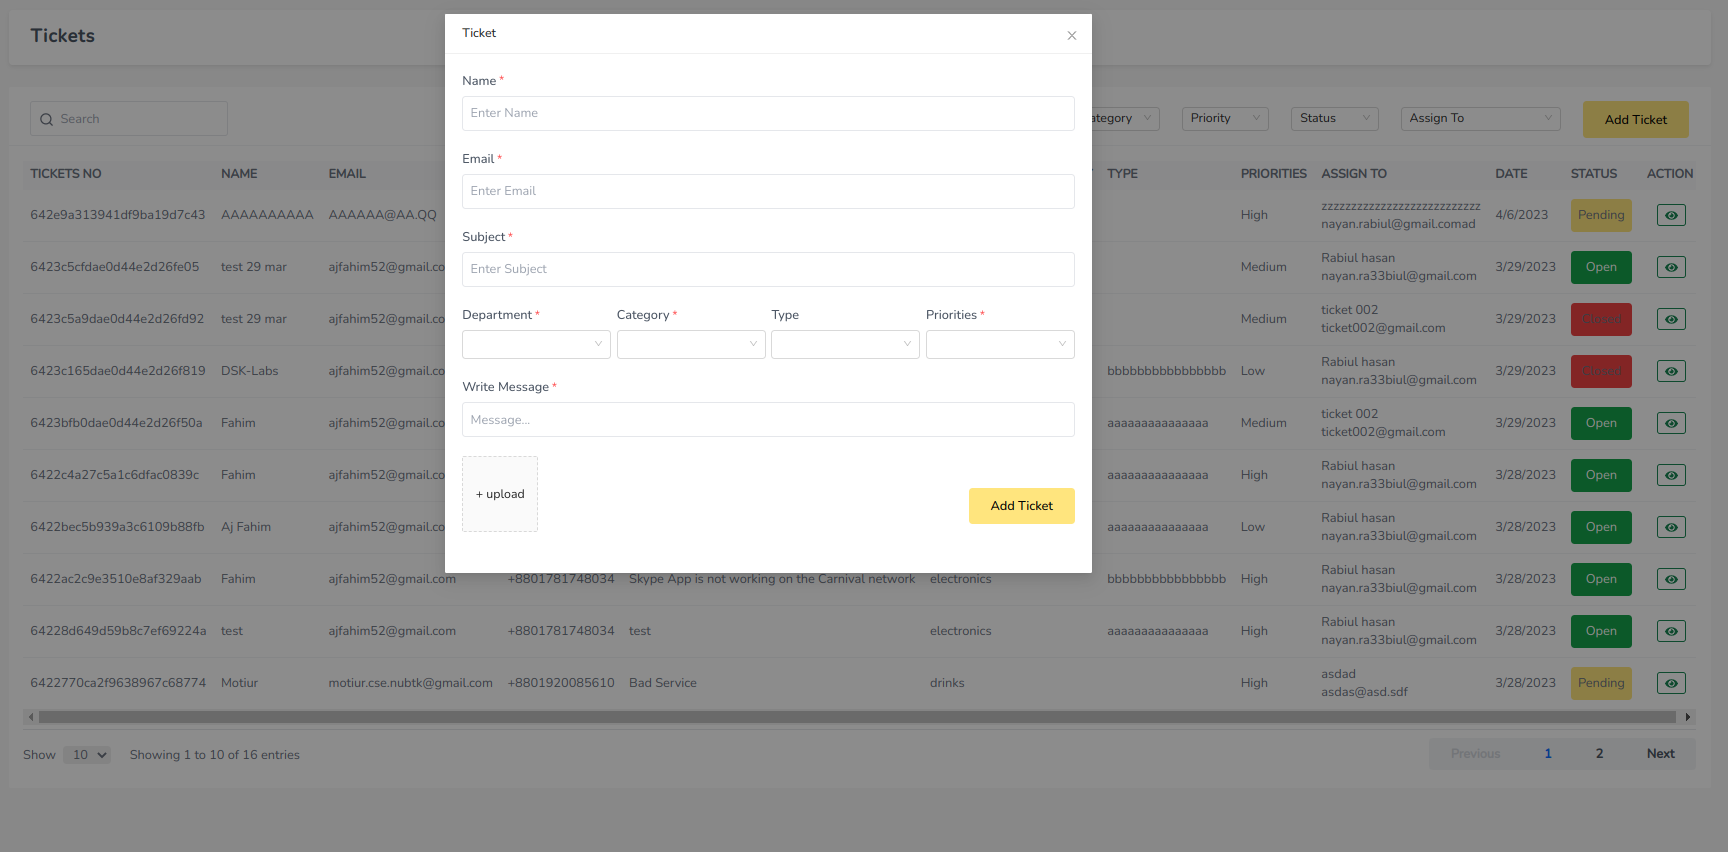 Tickets
Ticket
Name *
Enter Name
Email *
Enter Email
Subject *
Enter Subject
Department * Category * Type Priorities *
Write Message *
Message...
+ upload
Add Ticket
Search
ategory Priority Status Assign To Add Ticket
TICKETS NO NAME EMAIL TYPE PRIORITIES ASSIGN TO DATE STATUS ACTION
642e9a313941df9ba19d7c43 AAAAAAAAAA AAAAAA@AA.QQ High zzzzzzzzzzzzzzzzzzzzzzzzzzz 4/6/2023 Pending
nayan.rabiul@gmail.comad
6423c5cfdae0d44e2d26fe05 test 29 mar ajfahim52@gmail.co Medium Rabiul hasan 3/29/2023 Open
nayan.ra33biul@gmail.com
6423c5a9dae0d44e2d26fd92 test 29 mar ajfahim52@gmail.co Medium ticket 002 3/29/2023 Closed
ticket002@gmail.com
6423c165dae0d44e2d26f819 DSK-Labs ajfahim52@gmail.co bbbbbbbbbbbbbbbb Low Rabiul hasan 3/29/2023 Closed
nayan.ra33biul@gmail.com
6423bfb0dae0d44e2d26f50a Fahim ajfahim52@gmail.co aaaaaaaaaaaaaaa Medium ticket 002 3/29/2023 Open
ticket002@gmail.com
6422c4a27c5a1c6dfac0839c Fahim ajfahim52@gmail.co aaaaaaaaaaaaaaa High Rabiul hasan 3/28/2023 Open
nayan.ra33biul@gmail.com
6422bec5b939a3c6109b88fb Aj Fahim ajfahim52@gmail.co aaaaaaaaaaaaaaa Low Rabiul hasan 3/28/2023 Open
nayan.ra33biul@gmail.com
6422ac2c9e3510e8af329aab Fahim ajfahim52@gmail.com +8801781748034 Skype App is not working on the Carnival network electronics bbbbbbbbbbbbbbbb High Rabiul hasan 3/28/2023 Open
nayan.ra33biul@gmail.com
64228d649d59b8c7ef69224a test ajfahim52@gmail.com +8801781748034 test electronics aaaaaaaaaaaaaaa High Rabiul hasan 3/28/2023 Open
nayan.ra33biul@gmail.com
6422770ca2f9638967c68774 Motiur motiur.cse.nubtk@gmail.com +8801920085610 Bad Service drinks High asdad 3/28/2023 Pending
asdas@asd.sdf
Show 10 Showing 1 to 10 of 16 entries Previous 1 2 Next